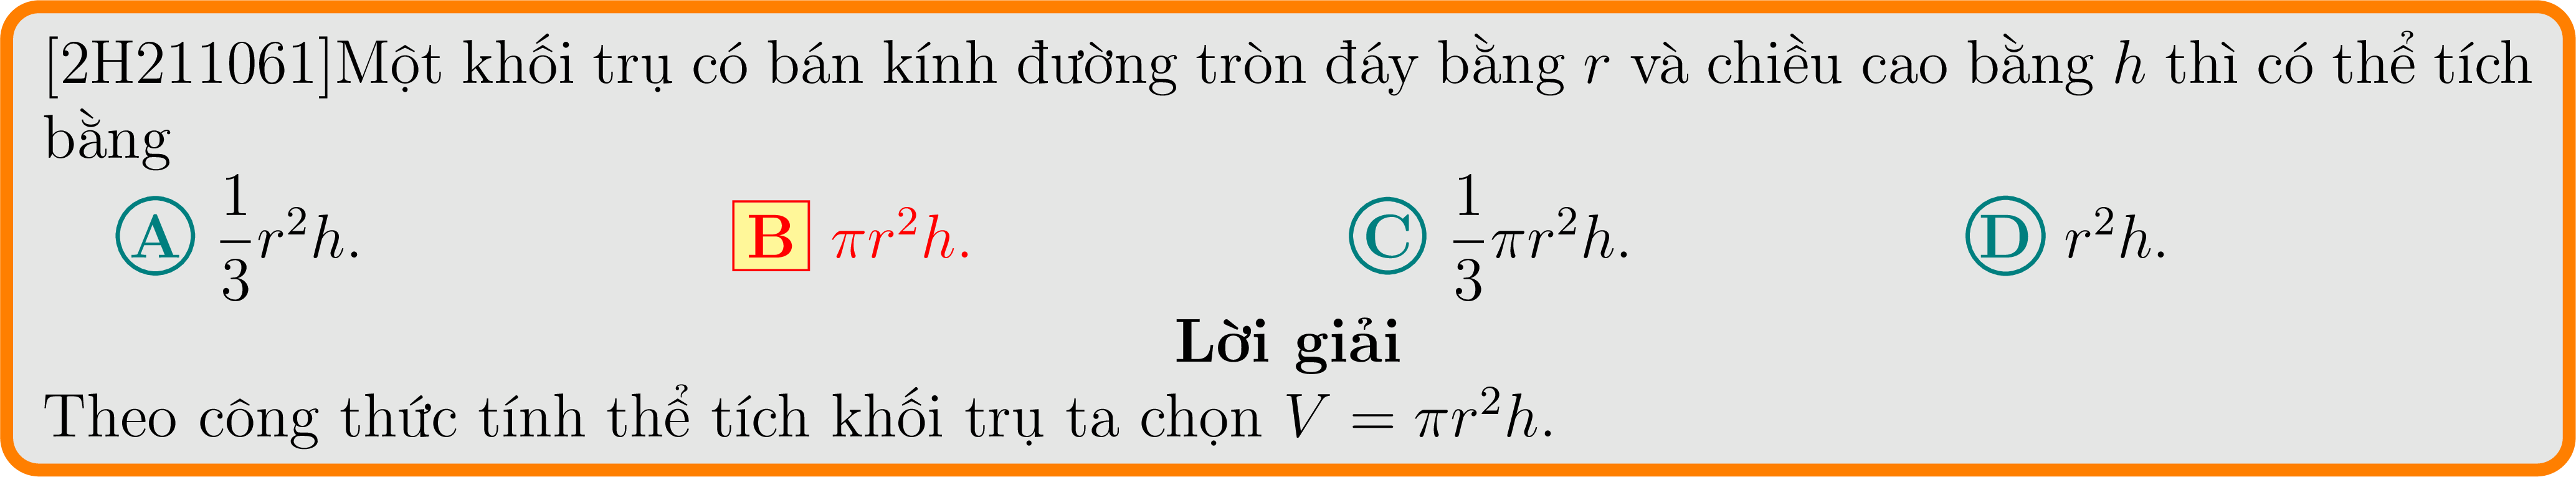 [2H211061]Một khối trụ có bán kính đường tròn đáy bằng r và chiều cao bằng h thì có thể tích
bằng
A $\frac{1}{3}r^2h$. B $\pi r^2h$. C $\frac{1}{3}\pi r^2h$. D $r^2h$.
Lời giải
Theo công thức tính thể tích khối trụ ta chọn $V = \pi r^2h$.